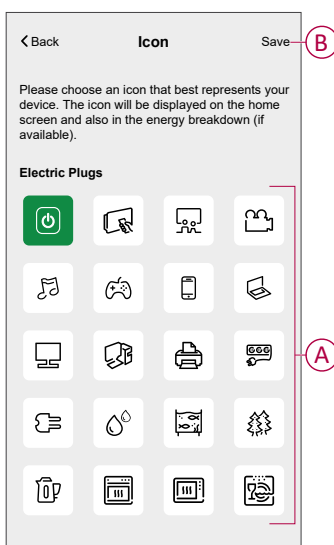 Back Icon Save B
Please choose an icon that best represents your
device. The icon will be displayed on the home
screen and also in the energy breakdown (if
available).
Electric Plugs
A